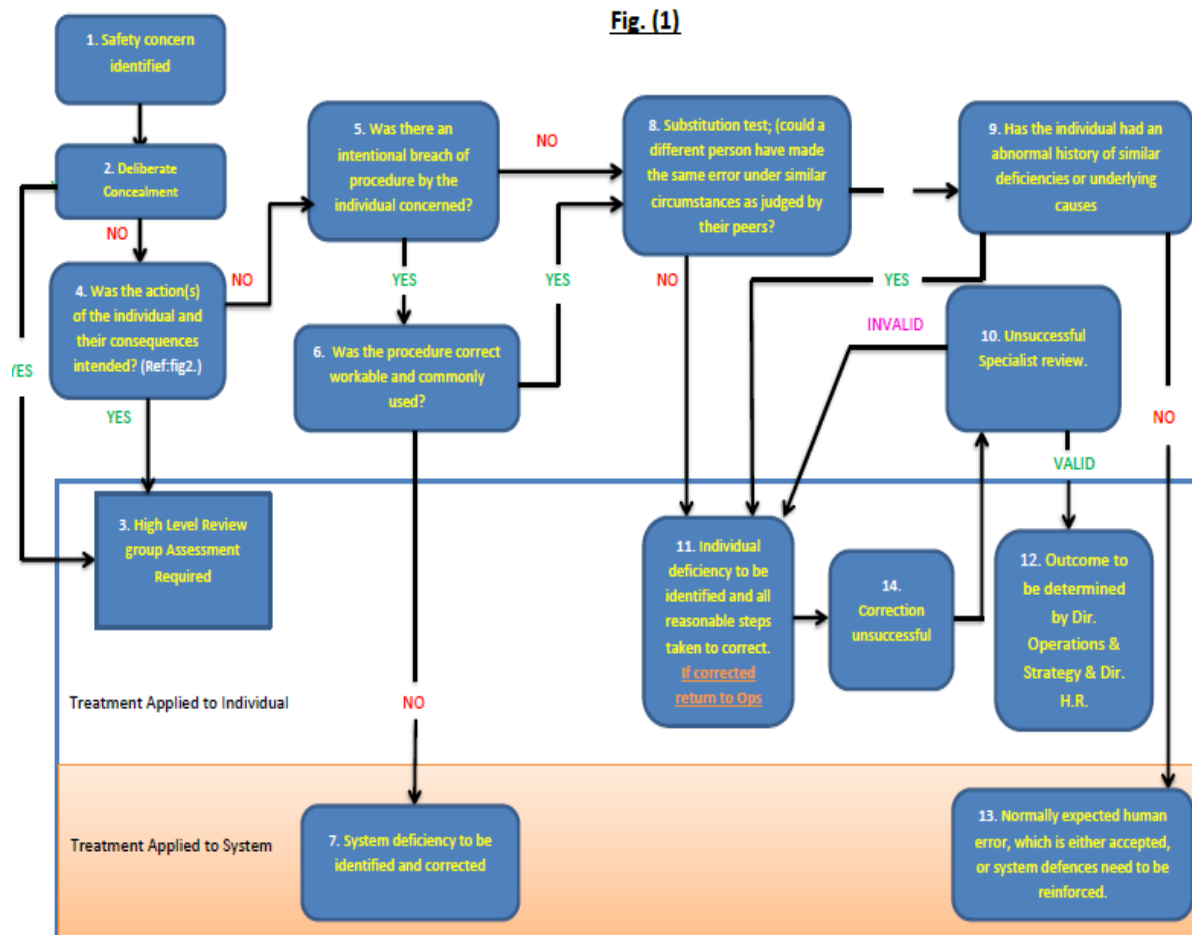 Fig. (1)
1. Safety concern
identified
2. Deliberate
Concealment
YES
NO
4. Was the action(s)
of the individual and
their consequences
intended? (Ref:fig2.)
NO
YES
3. High Level Review
group Assessment
Required
5. Was there an
intentional breach of
procedure by the
individual concerned?
NO
YES
6. Was the procedure correct
workable and commonly
used?
YES
NO
7. System deficiency to be
identified and corrected
8. Substitution test; (could a
different person have made
the same error under similar
circumstances as judged by
their peers?
NO
9. Has the individual had an
abnormal history of similar
deficiencies or underlying
causes
YES
NO
INVALID
10. Unsuccessful
Specialist review.
VALID
11. Individual
deficiency to be
identified and all
reasonable steps
taken to correct.
If corrected
return to Ops
14.
Correction
unsuccessful
12. Outcome to
be determined
by Dir.
Operations &
Strategy & Dir.
H.R.
Treatment Applied to Individual
Treatment Applied to System
13. Normally expected human
error, which is either accepted,
or system defences need to be
reinforced.